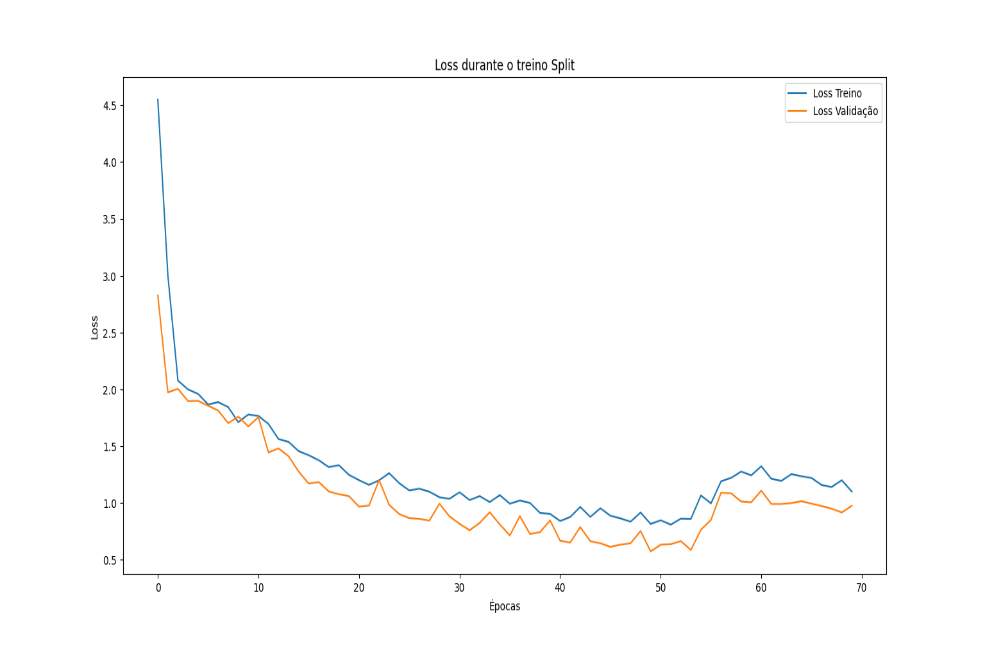 Loss durante o treino Split
Loss Treino
Loss Validação
4.5
4.0
3.5
3.0
2.5
2.0
1.5
1.0
0.5
Loss
0 10 20 30 40 50 60 70
Épocas